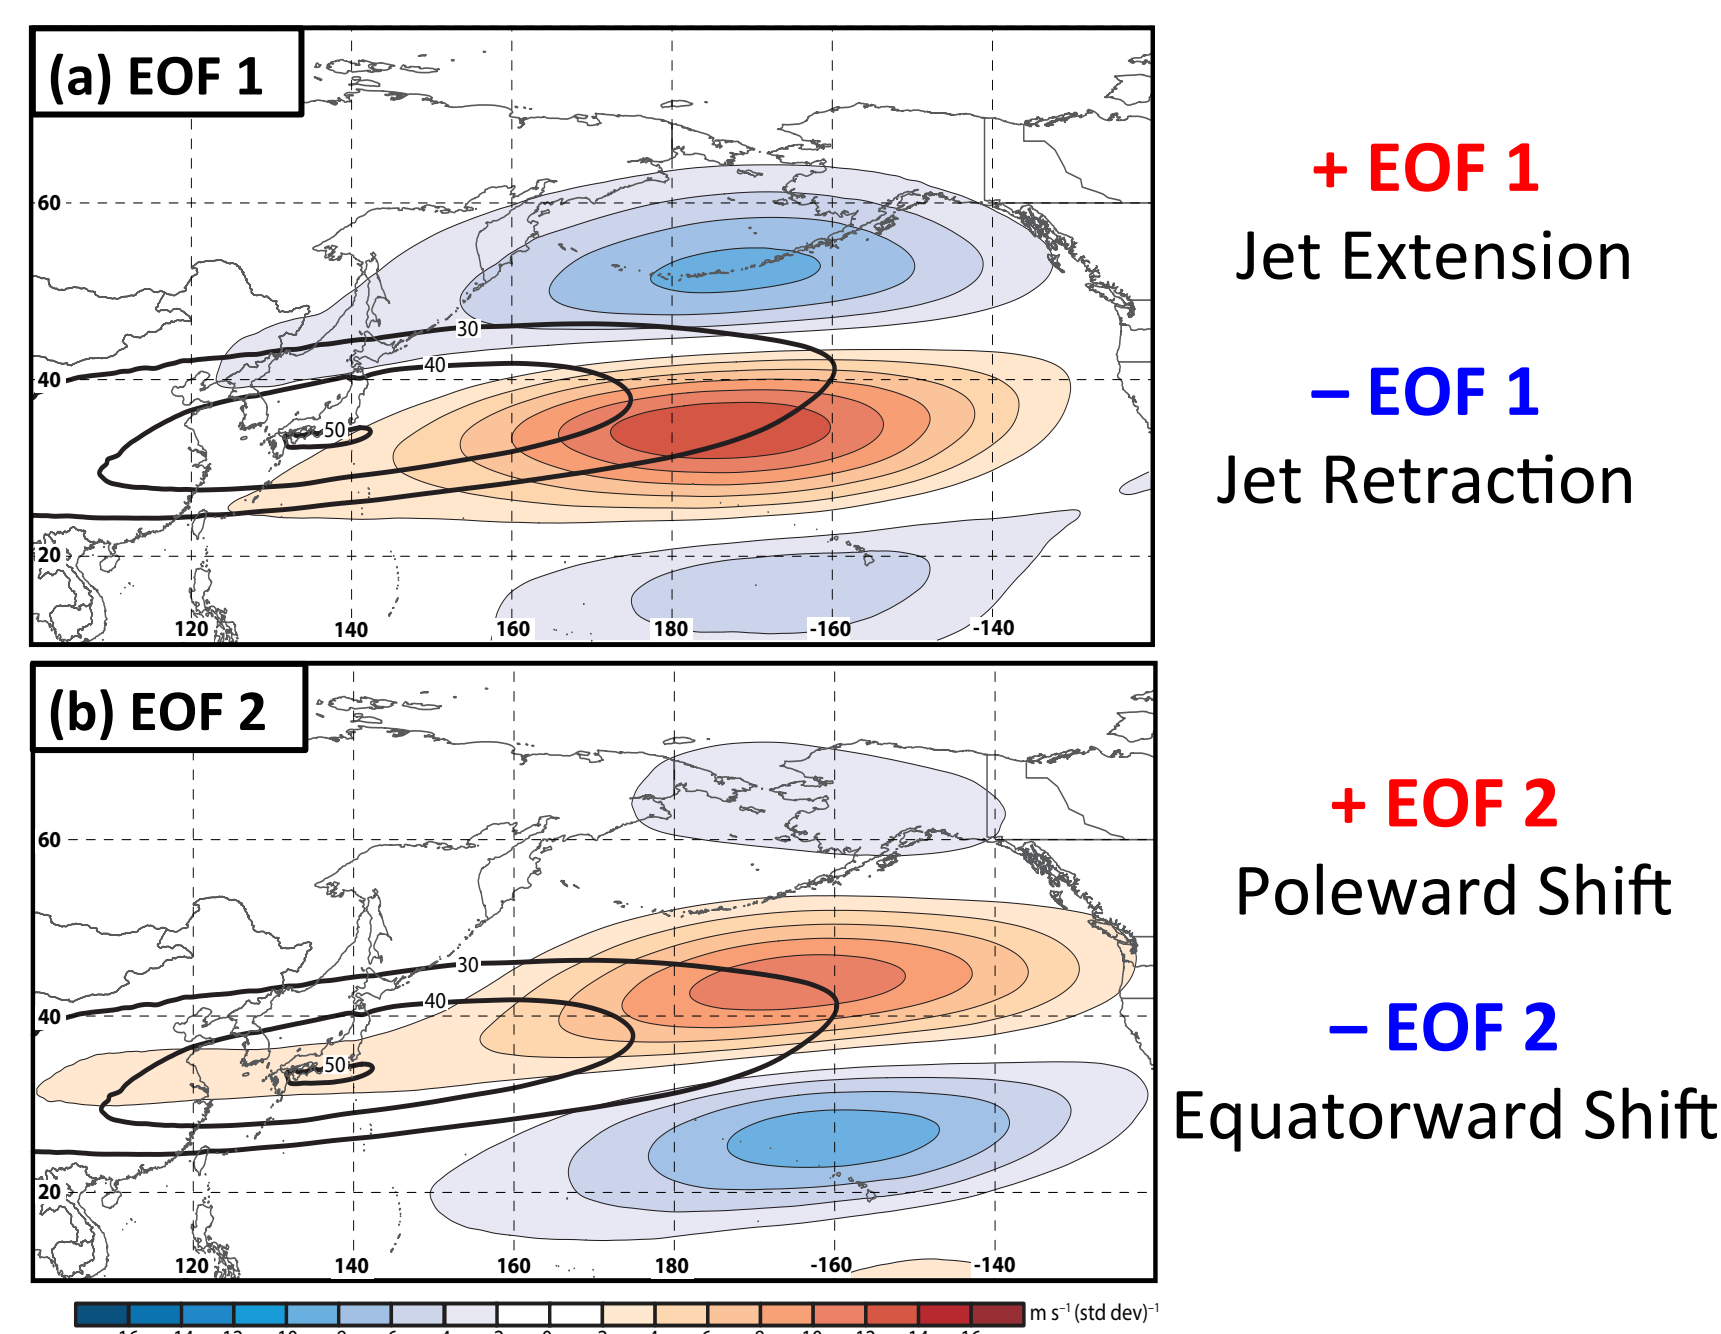 (a) EOF 1
60
40
20
30
40
50
120 140 160 180 -160 -140
+ EOF 1
Jet Extension
– EOF 1
Jet Retraction
(b) EOF 2
60
40
20
30
40
50
120 140 160 180 -160 -140
+ EOF 2
Poleward Shift
– EOF 2
Equatorward Shift
m s⁻¹ (std dev)⁻¹